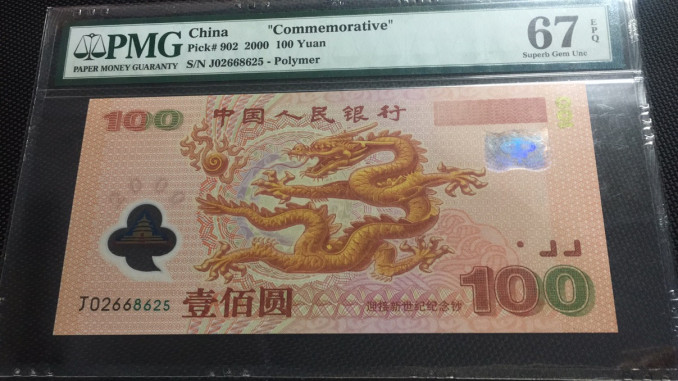 PMG
PAPER MONEY GUARANTY
China "Commemorative"
Pick# 902 2000 100 Yuan
S/N J02668625 - Polymer
67 EPQ
Superb Gem Unc
100
中国人民银行
2000
J02668625
壹佰圆
迎接新世纪纪念钞
100